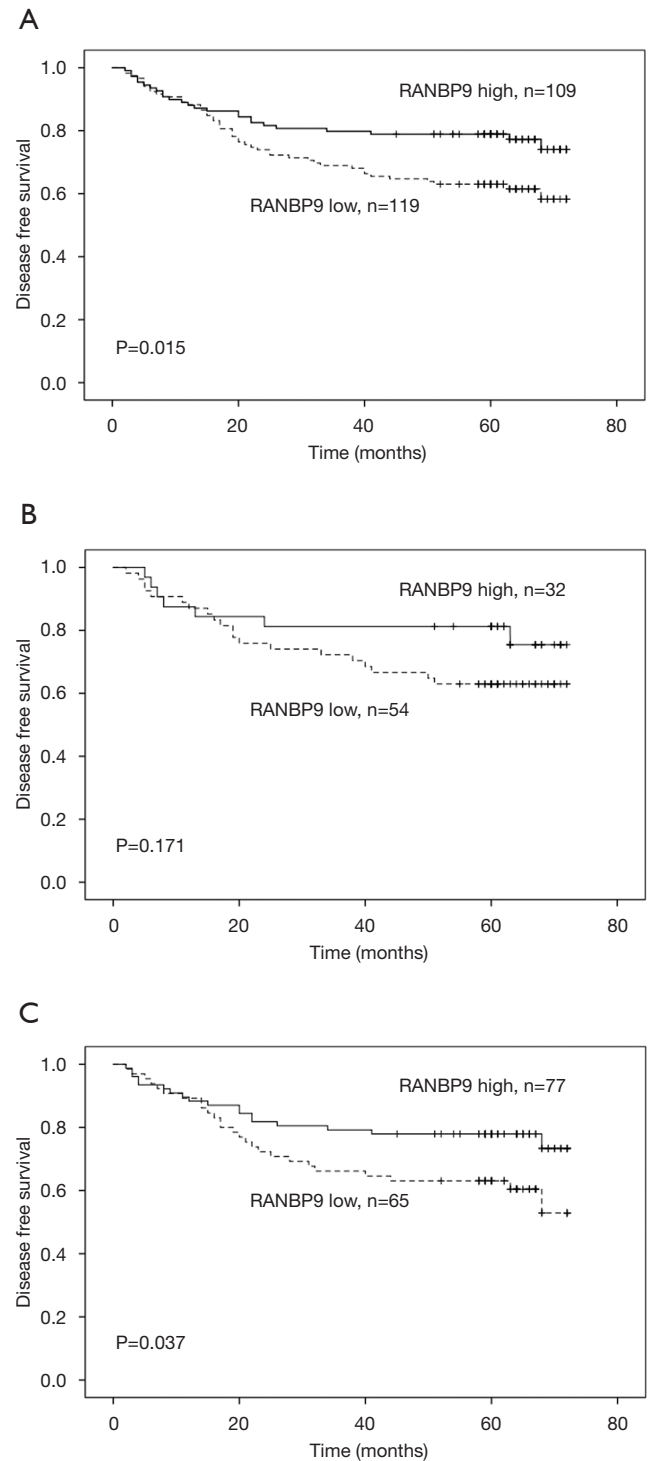 A
1.0
0.8
0.6
0.4
0.2
0.0
Disease free survival
RANBP9 high, n=109
RANBP9 low, n=119
P=0.015
0 20 40 60 80
Time (months)
B
1.0
0.8
0.6
0.4
0.2
0.0
Disease free survival
RANBP9 high, n=32
RANBP9 low, n=54
P=0.171
0 20 40 60 80
Time (months)
C
1.0
0.8
0.6
0.4
0.2
0.0
Disease free survival
RANBP9 high, n=77
RANBP9 low, n=65
P=0.037
0 20 40 60 80
Time (months)